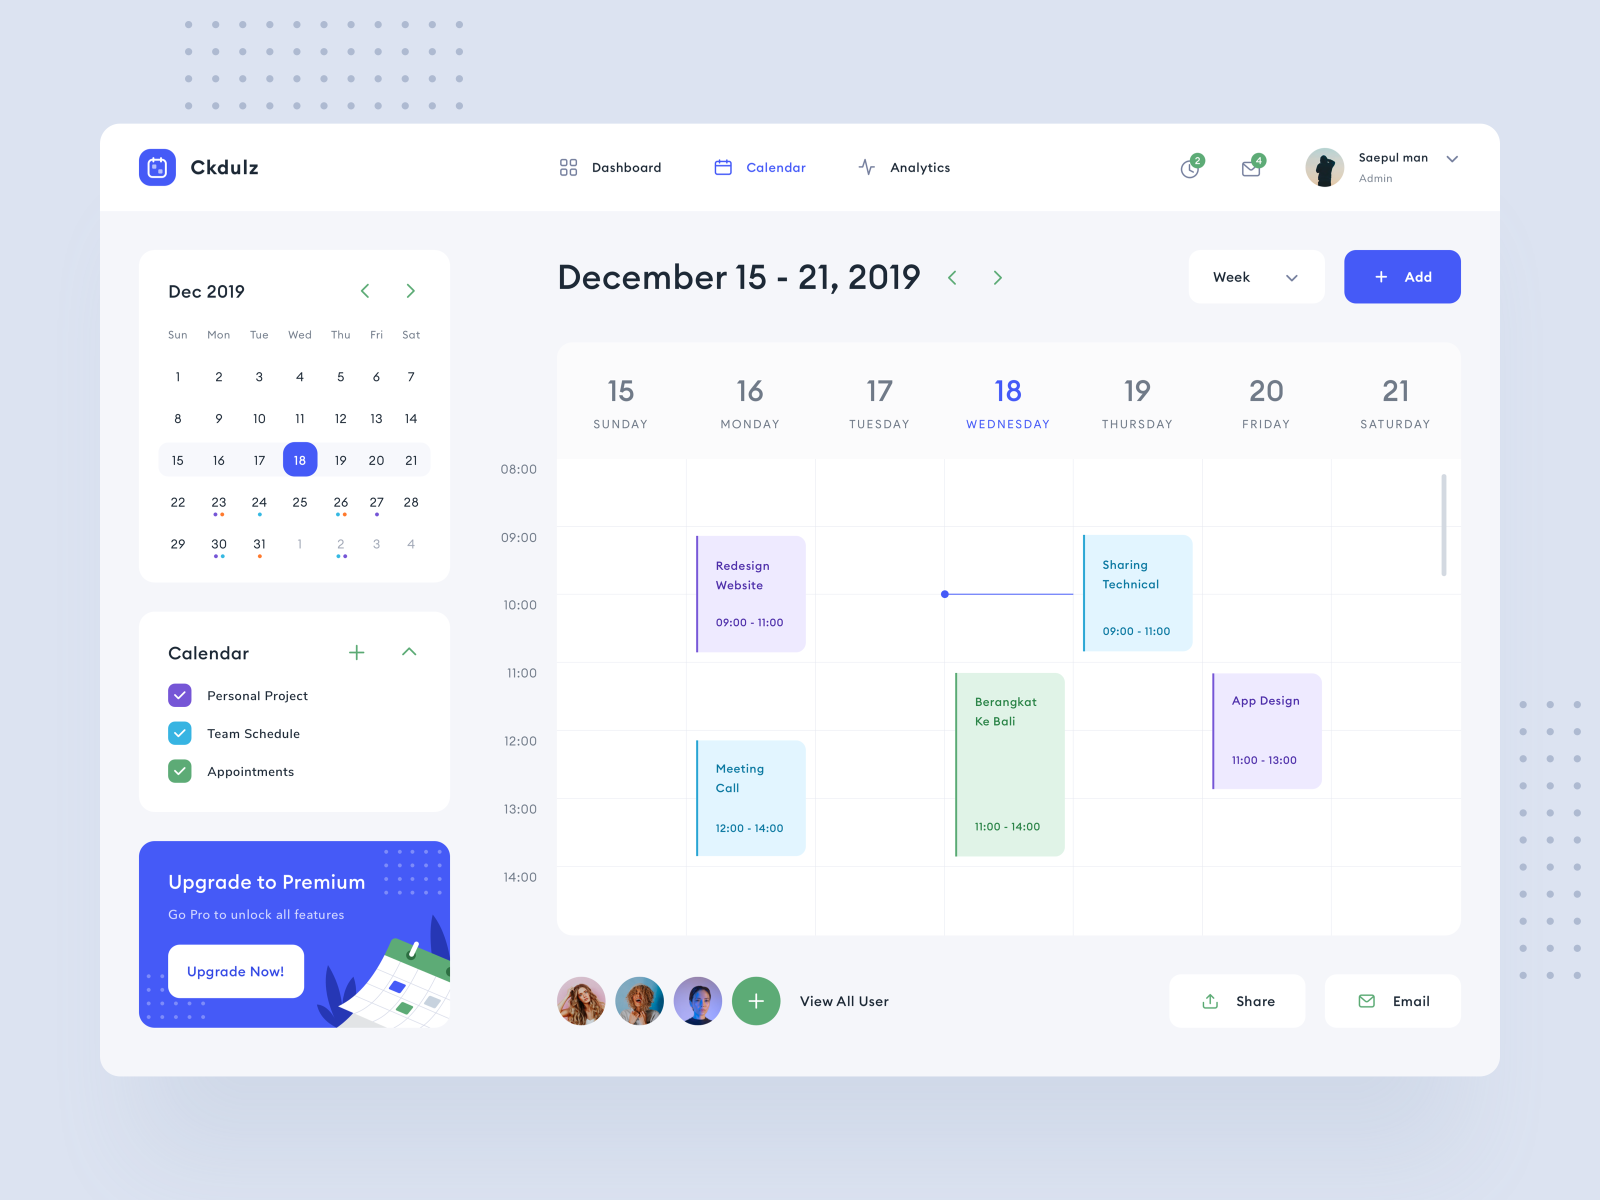 Ckdulz
Dashboard
Calendar
Analytics
2
4
Saepul man
Admin
Dec 2019
Sun Mon Tue Wed Thu Fri Sat
1 2 3 4 5 6 7
8 9 10 11 12 13 14
15 16 17 18 19 20 21
22 23 24 25 26 27 28
29 30 31 1 2 3 4
Calendar
Personal Project
Team Schedule
Appointments
Upgrade to Premium
Go Pro to unlock all features
Upgrade Now!
December 15 - 21, 2019
Week
Add
15 16 17 18 19 20 21
SUNDAY MONDAY TUESDAY WEDNESDAY THURSDAY FRIDAY SATURDAY
08:00
09:00
10:00
11:00
12:00
13:00
14:00
Redesign
Website
09:00 - 11:00
Meeting
Call
12:00 - 14:00
Berangkat
Ke Bali
11:00 - 14:00
Sharing
Technical
09:00 - 11:00
App Design
11:00 - 13:00
View All User
Share
Email